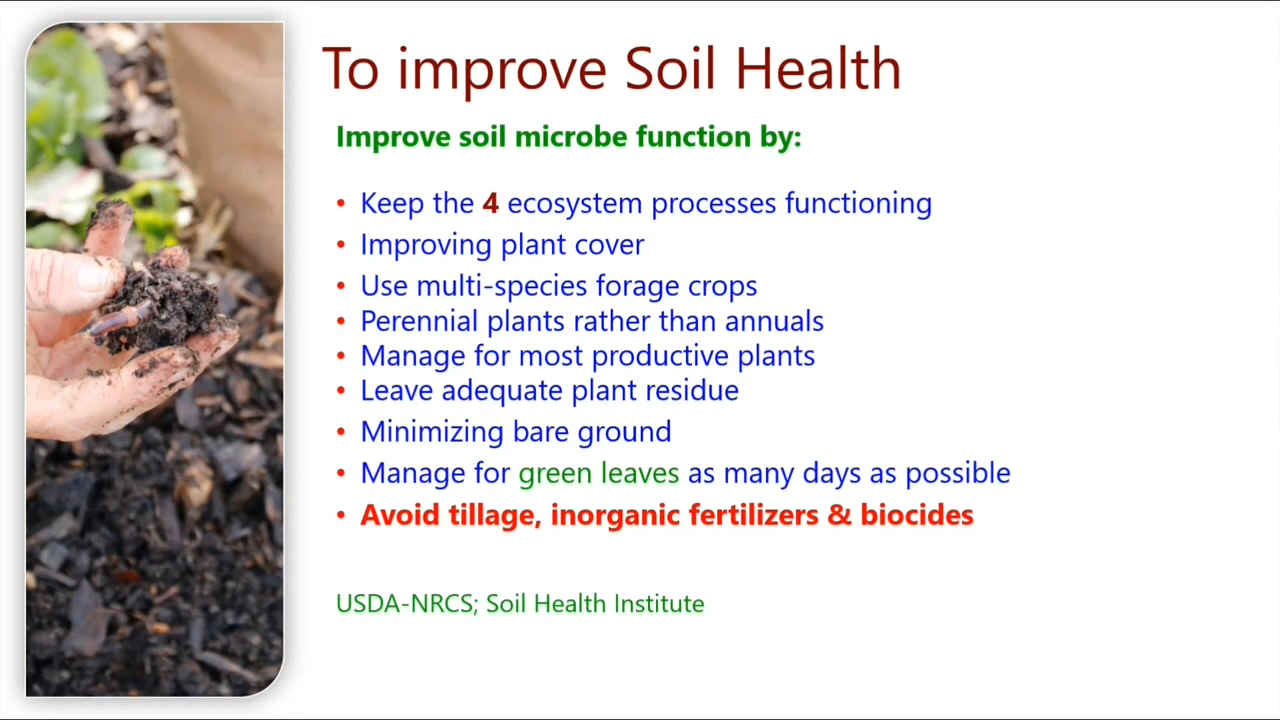 To improve Soil Health
Improve soil microbe function by:
• Keep the 4 ecosystem processes functioning
• Improving plant cover
• Use multi-species forage crops
• Perennial plants rather than annuals
• Manage for most productive plants
• Leave adequate plant residue
• Minimizing bare ground
• Manage for green leaves as many days as possible
• Avoid tillage, inorganic fertilizers & biocides
USDA-NRCS; Soil Health Institute